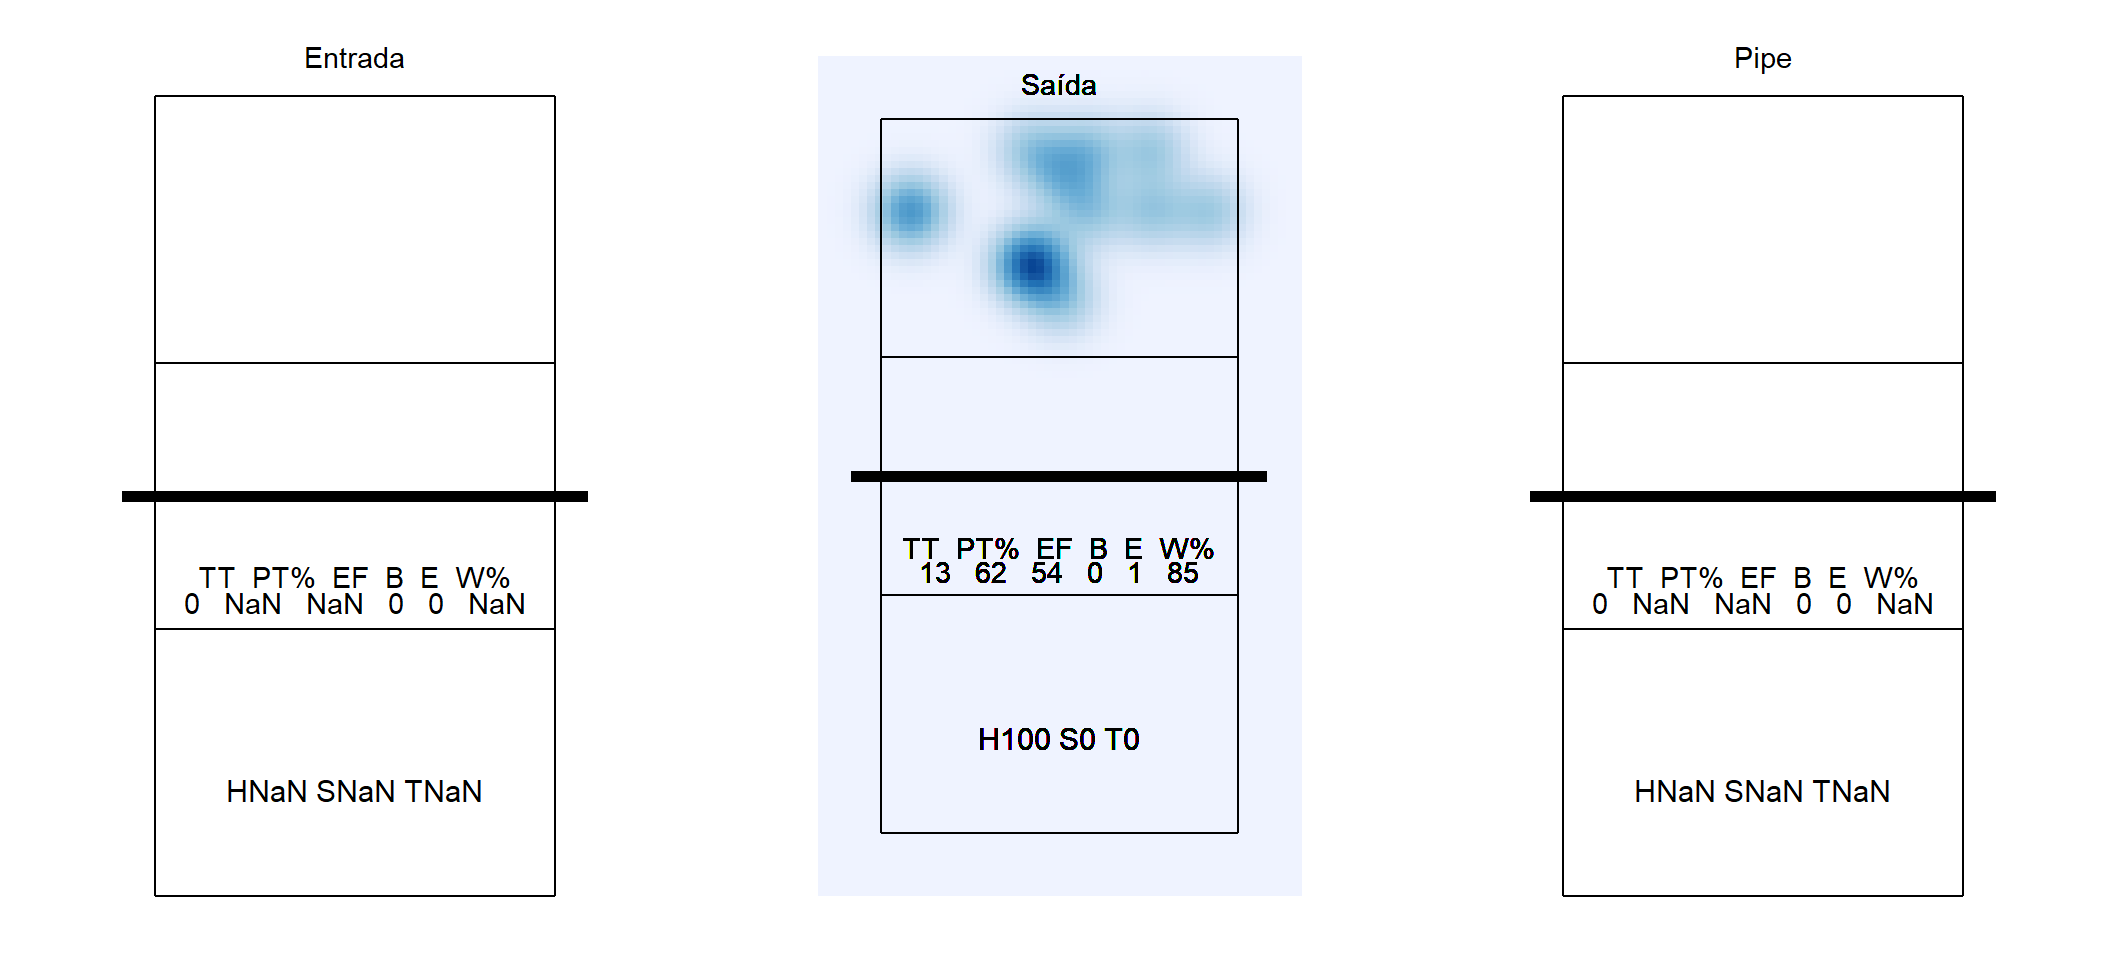 Entrada
TT PT% EF B E W%
0 NaN NaN 0 0 NaN
HNaN SNaN TNaN
Saída
TT PT% EF B E W%
13 62 54 0 1 85
H100 S0 T0
Pipe
TT PT% EF B E W%
0 NaN NaN 0 0 NaN
HNaN SNaN TNaN